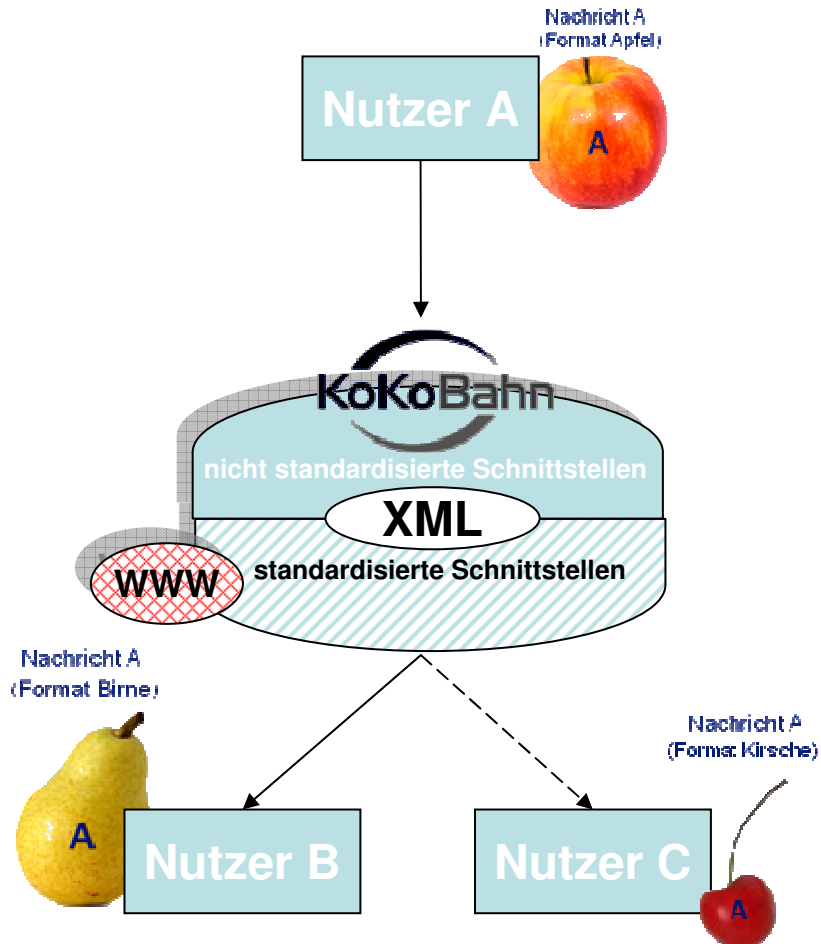 Nachricht A
(Format Apfel)
Nutzer A
A
KoKoBahn
nicht standardisierte Schnittstellen
XML
standardisierte Schnittstellen
WWW
Nachricht A
(Format Birne)
A
Nutzer B
Nachricht A
(Format Kirsche)
Nutzer C
A